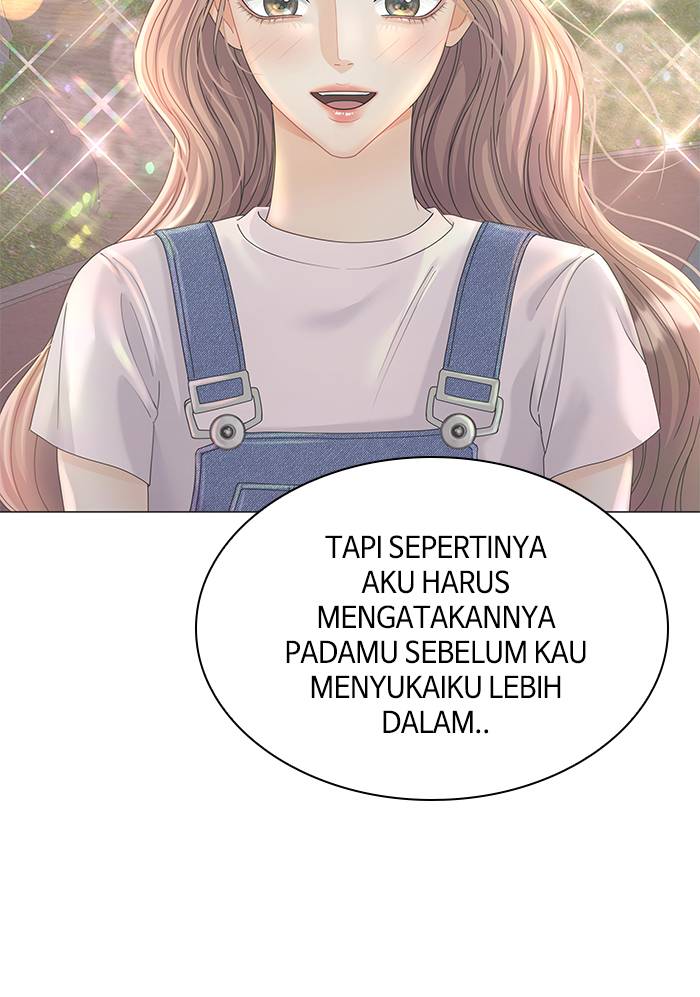 TAPI SEPERTINYA
AKU HARUS
MENGATAKANNYA
PADAMU SEBELUM KAU
MENYUKAIKU LEBIH
DALAM..